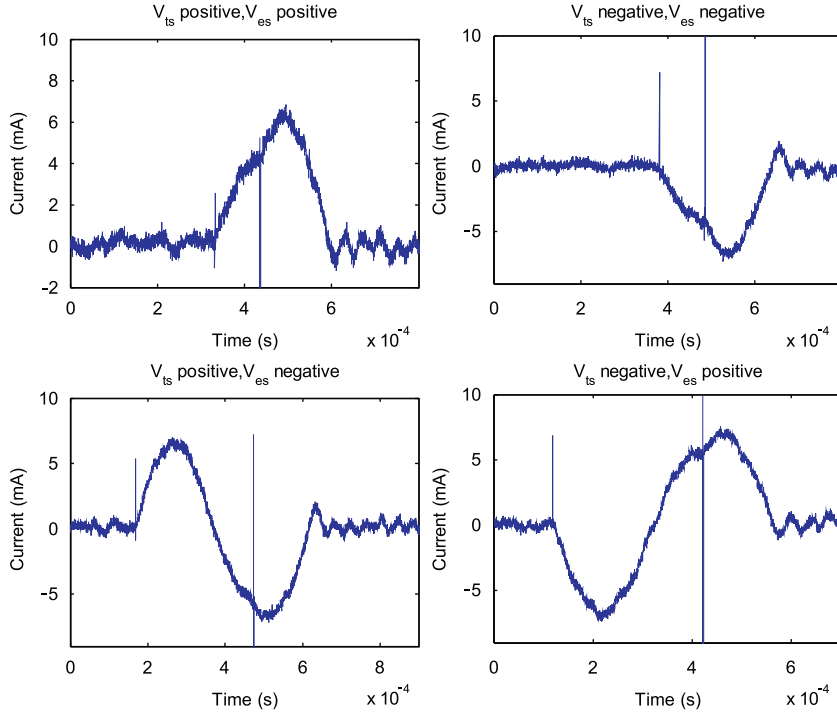 V_ts positive,V_es positive
10
8
6
4
2
0
−2
Current (mA)
0
2
4
6
8
x 10^-4
Time (s)
V_ts negative,V_es negative
10
5
0
−5
Current (mA)
0
2
4
6
x 10^-4
Time (s)
V_ts positive,V_es negative
10
5
0
−5
Current (mA)
0
2
4
6
8
x 10^-4
Time (s)
V_ts negative,V_es positive
10
5
0
−5
Current (mA)
0
2
4
6
x 10^-4
Time (s)